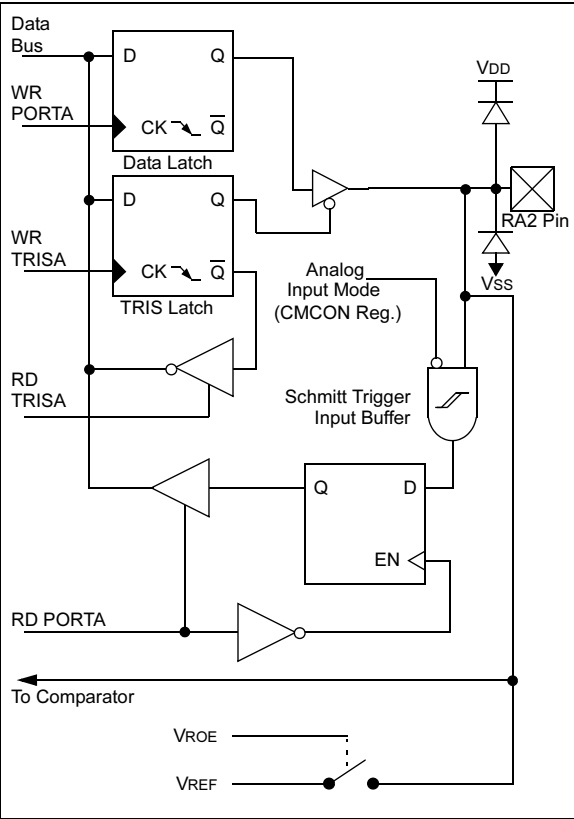 Data
Bus
D
Q
VDD
WR
PORTA
CK
Q
Data Latch
D
Q
RA2 Pin
WR
TRISA
CK
Q
VSS
Analog
Input Mode
(CMCON Reg.)
TRIS Latch
RD
TRISA
Schmitt Trigger
Input Buffer
Q
D
EN
RD PORTA
To Comparator
VROE
VREF